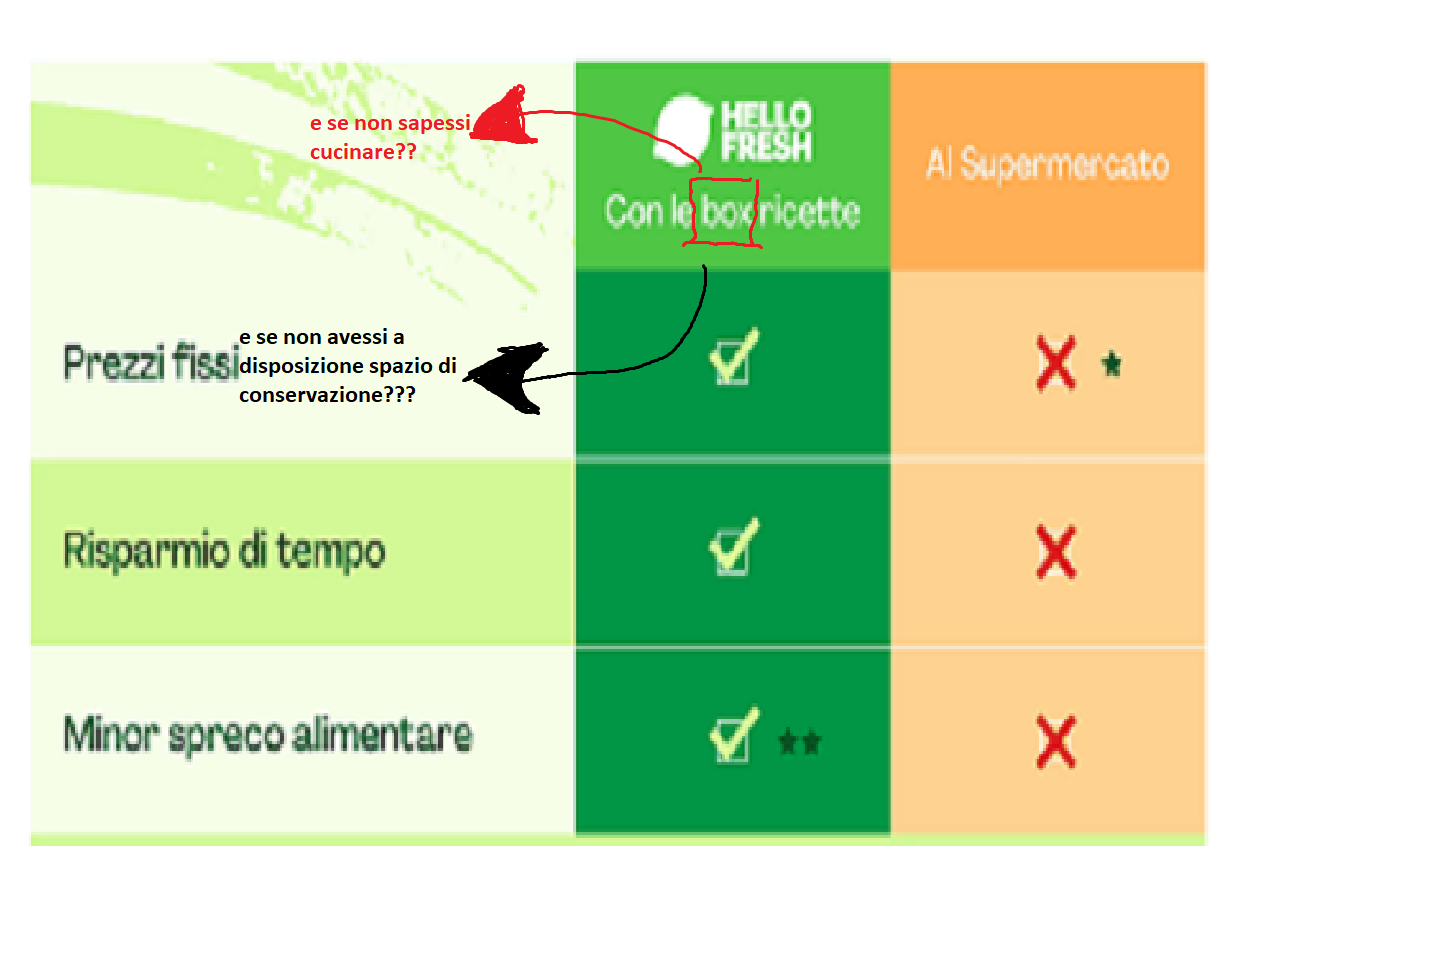 e se non sapessi
cucinare??
HELLO
FRESH
Con le box ricette
Al Supermercato
Prezzi fissi
e se non avessi a
disposizione spazio di
conservazione???
Risparmio di tempo
Minor spreco alimentare